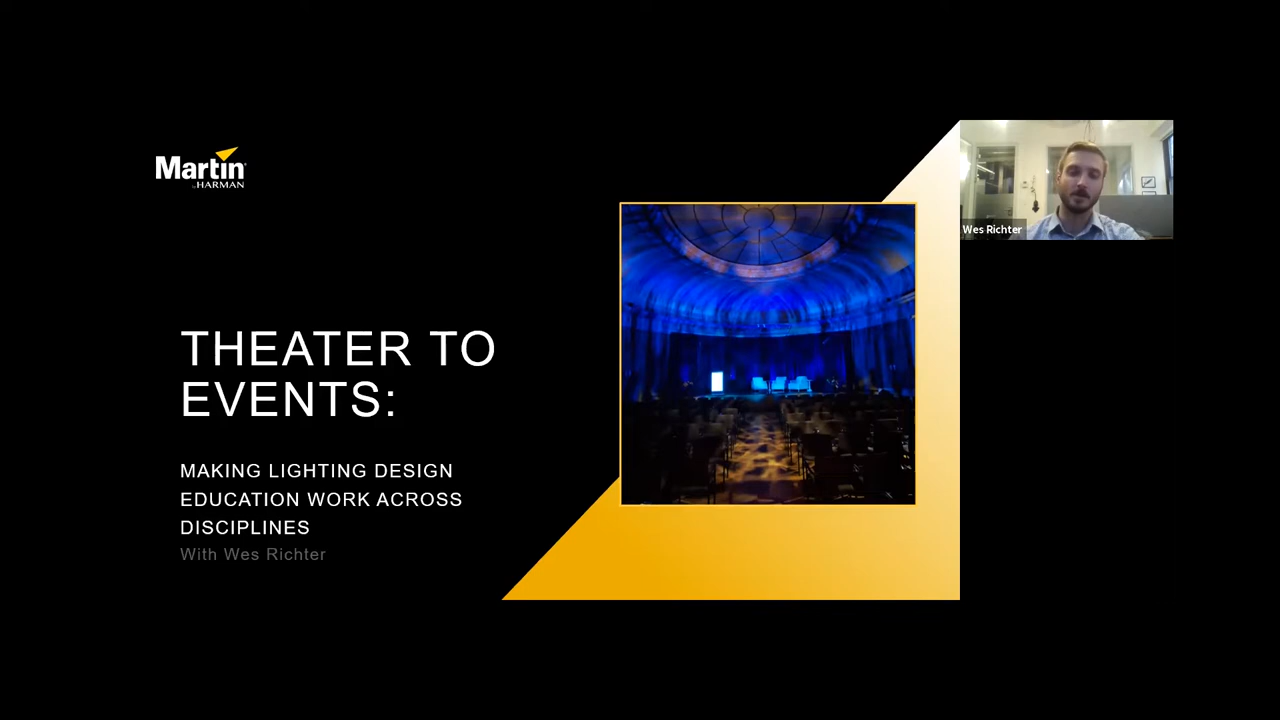 Martin
by HARMAN
Wes Richter
THEATER TO
EVENTS:
MAKING LIGHTING DESIGN
EDUCATION WORK ACROSS
DISCIPLINES
With Wes Richter